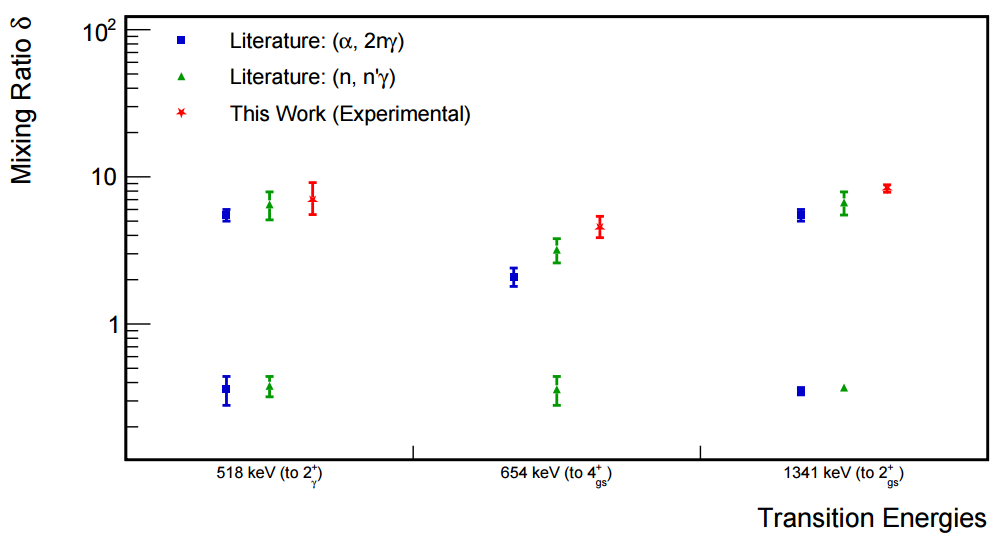 Mixing Ratio δ
10²
10
1
Literature: (α, 2nγ)
Literature: (n, n'γ)
This Work (Experimental)
518 keV (to 2⁺ᵧ)
654 keV (to 4⁺gs)
1341 keV (to 2⁺gs)
Transition Energies